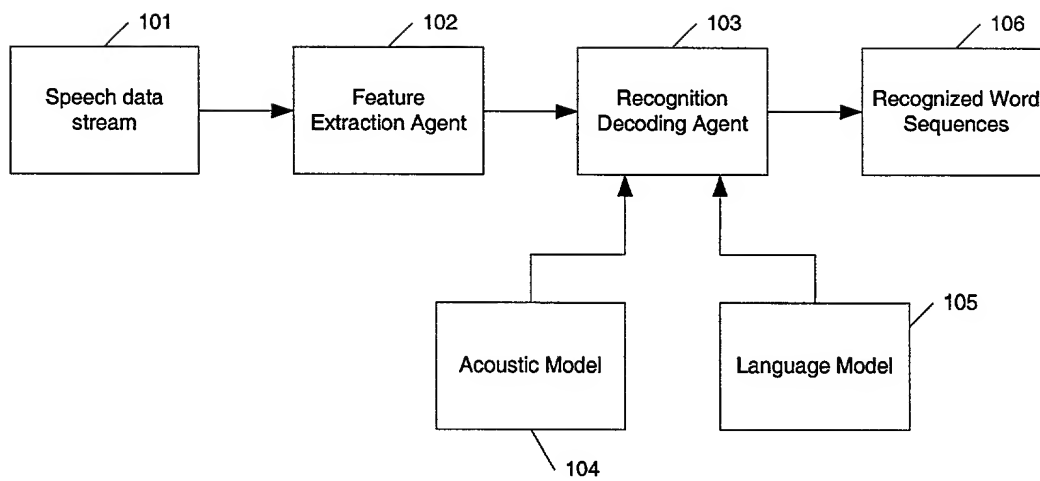 101
102
103
106
Speech data
stream
Feature
Extraction Agent
Recognition
Decoding Agent
Recognized Word
Sequences
105
Acoustic Model
Language Model
104